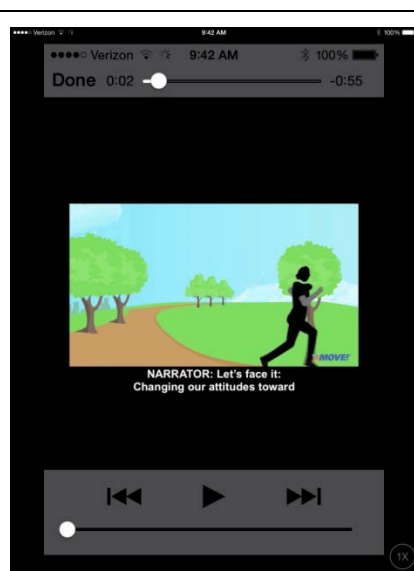 Verizon 9:42 AM 100%
Verizon 9:42 AM 100%
Done 0:02 -0:55
MOVE!
NARRATOR: Let's face it:
Changing our attitudes toward
1X